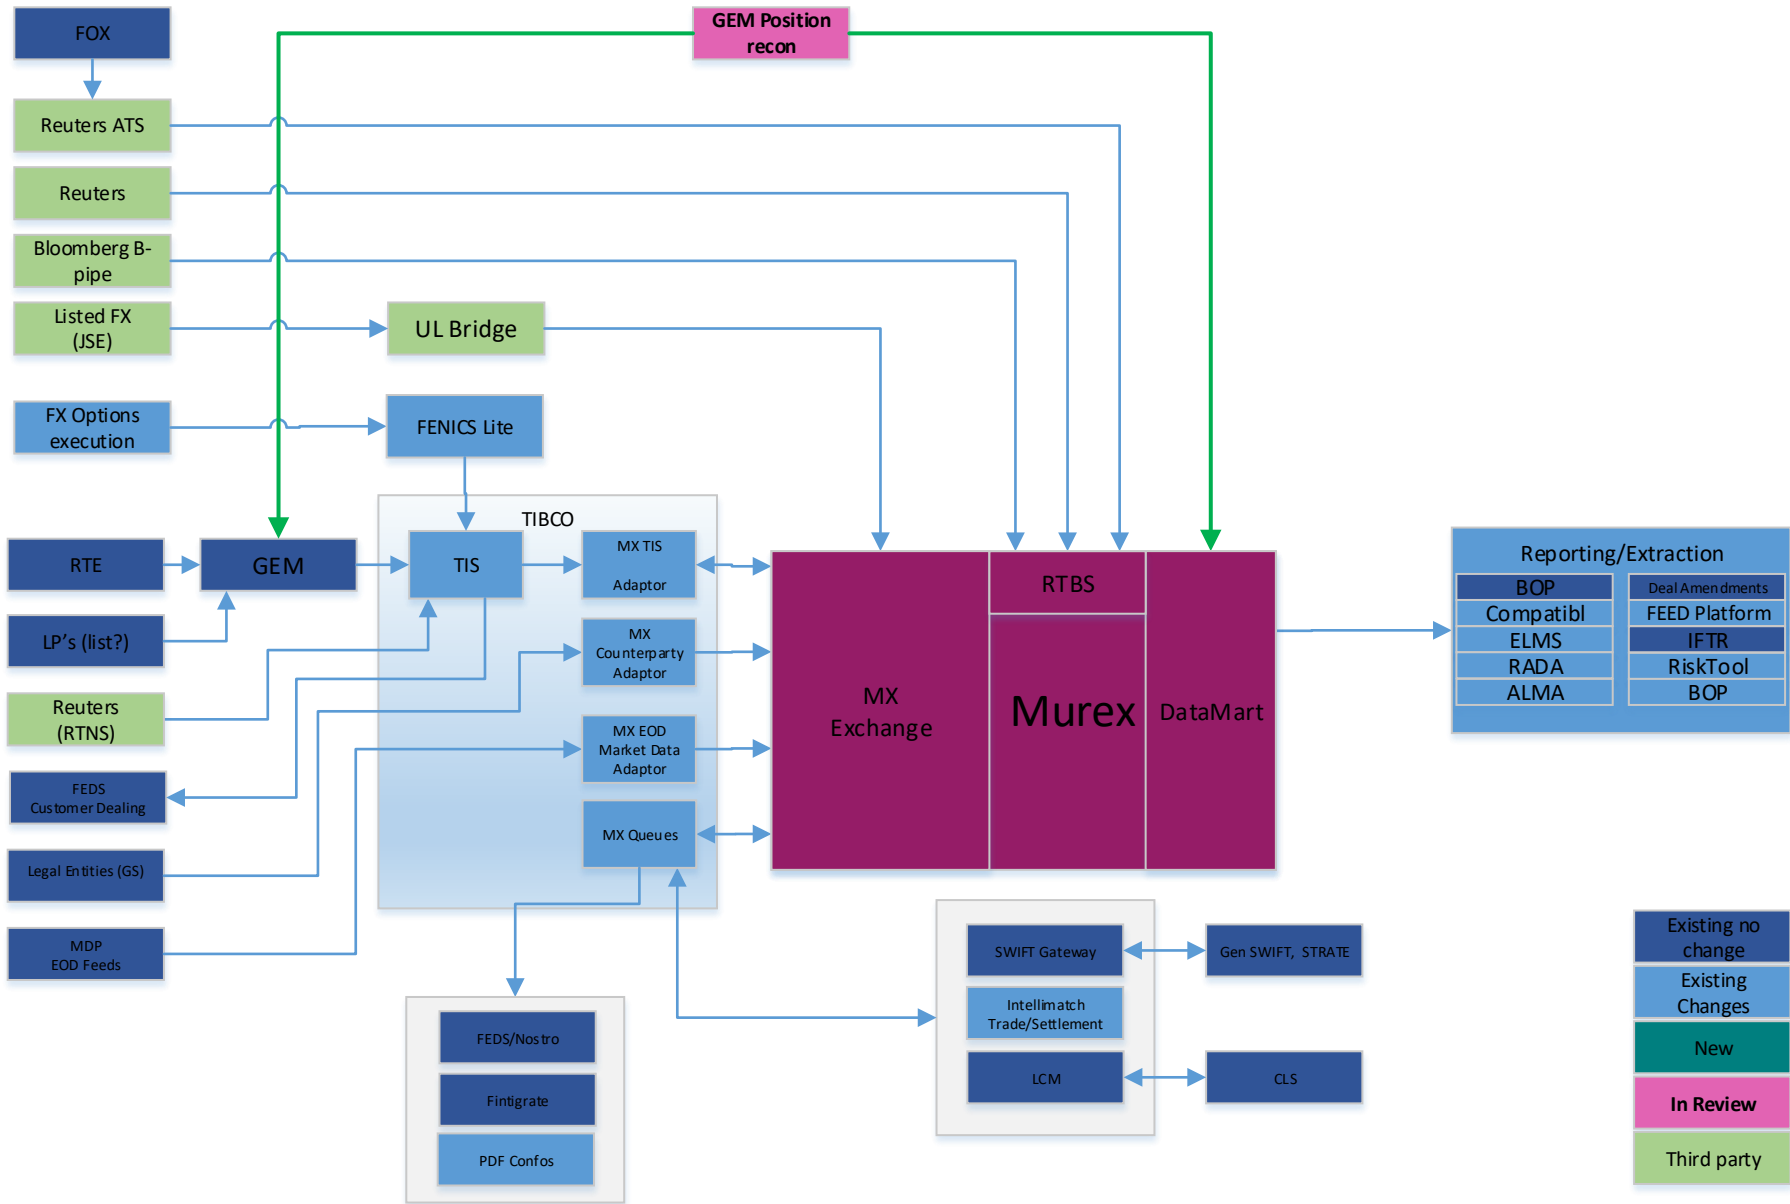 FOX
GEM Position
recon
Reuters ATS
Reuters
Bloomberg B-
pipe
Listed FX
(JSE)
UL Bridge
FX Options
execution
FENICS Lite
TIBCO
RTE
GEM
TIS
MX TIS
Adaptor
LP's (list?)
MX
Counterparty
Adaptor
Reuters
(RTNS)
MX EOD
Market Data
Adaptor
FEDS
Customer Dealing
MX Queues
Legal Entities (GS)
MDP
EOD Feeds
MX
Exchange
RTBS
Murex
DataMart
Reporting/Extraction
BOP
Compatibl
ELMS
RADA
ALMA
Deal Amendments
FEED Platform
IFTR
RiskTool
BOP
FEDS/Nostro
Fintigrate
PDF Confos
SWIFT Gateway
Gen SWIFT, STRATE
Intellimatch
Trade/Settlement
LCM
CLS
Existing no
change
Existing
Changes
New
In Review
Third party